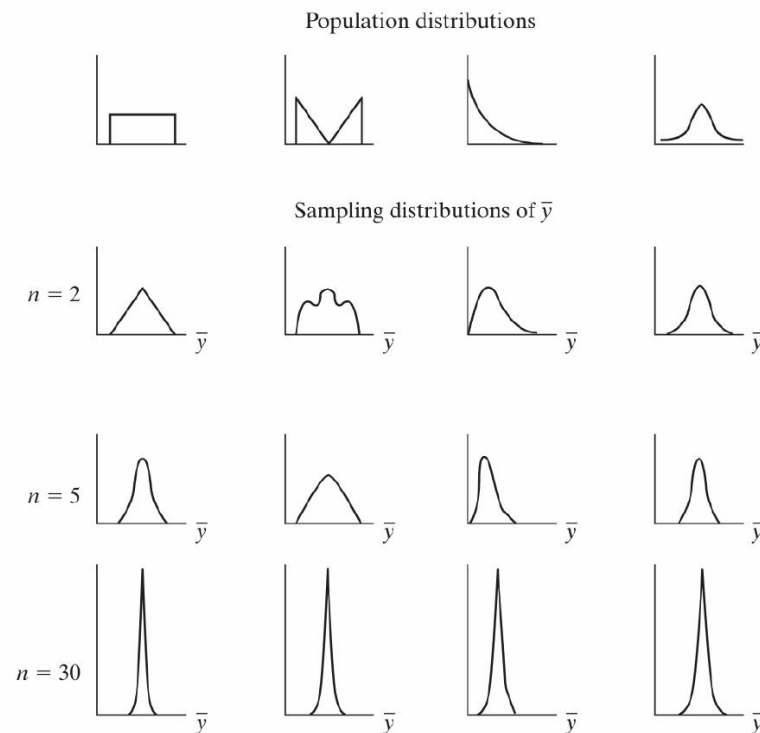 Population distributions
Sampling distributions of y̅
n = 2
y̅ y̅ y̅ y̅
n = 5
y̅ y̅ y̅ y̅
n = 30
y̅ y̅ y̅ y̅